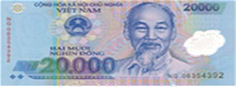 CỘNG HÒA XÃ HỘI CHỦ NGHĨA
VIỆT NAM
20000
HAI MƯƠI
NGHÌN ĐỒNG
20.000